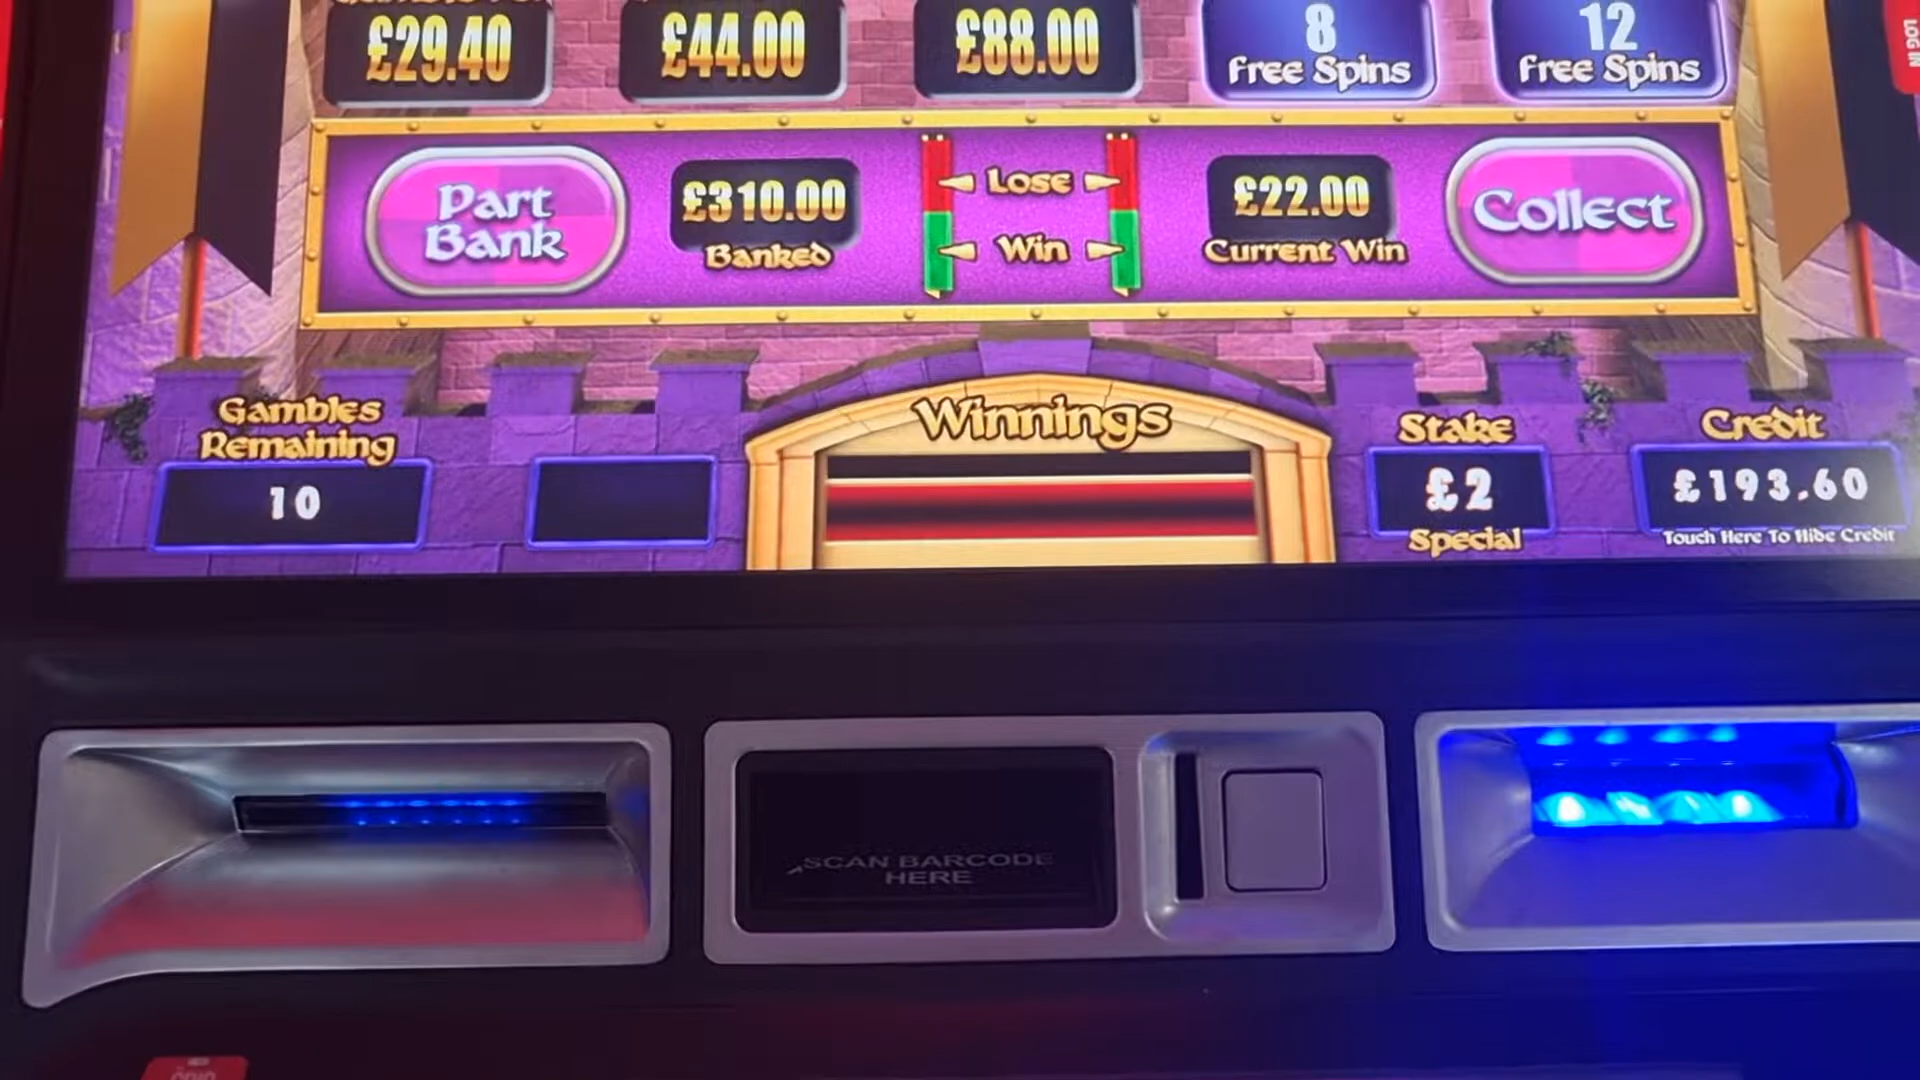 £29.40
£44.00
£88.00
8
Free Spins
12
Free Spins
LOG IN
Part
Bank
£310.00
Banked
Lose
Win
£22.00
Current Win
Collect
Gambles
Remaining
10
Winnings
Stake
£2
Special
Credit
£193.60
Touch Here To Hide Credit
SCAN BARCODE
HERE